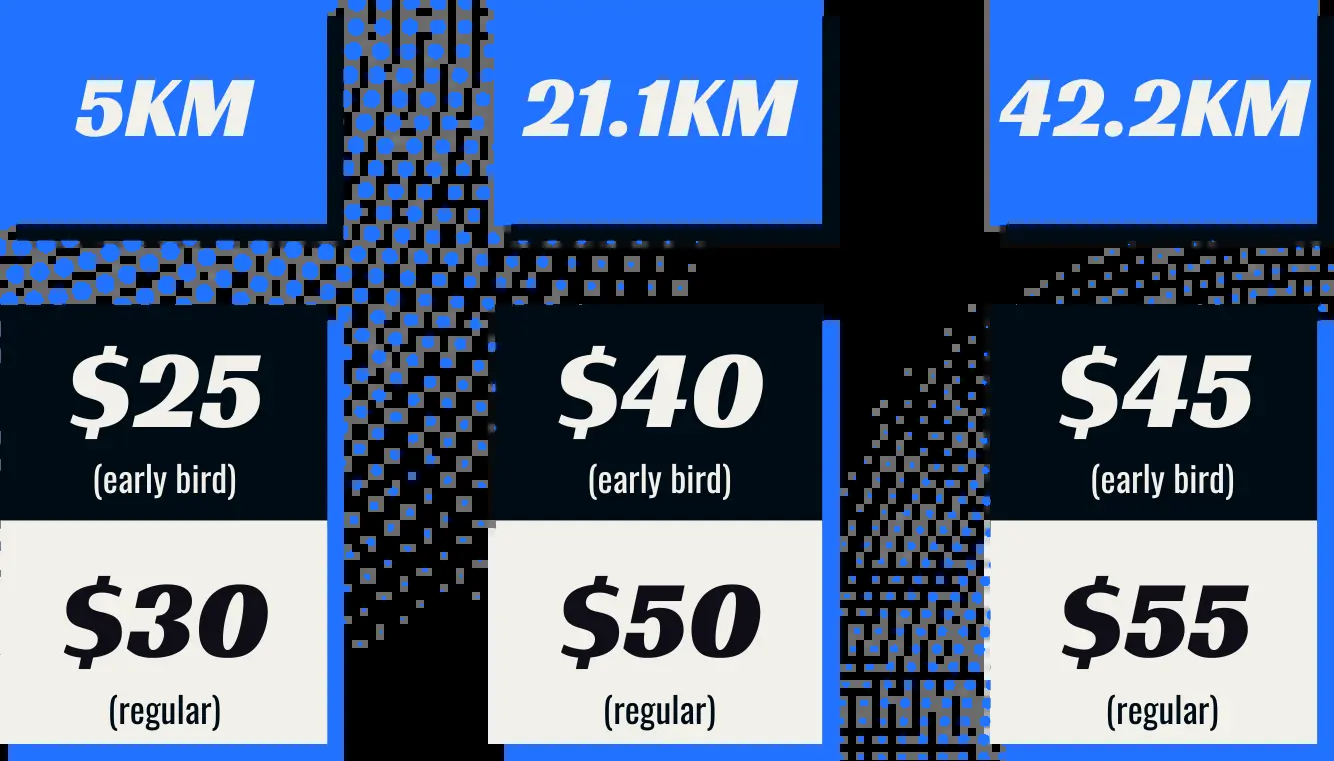 5KM
21.1KM
42.2KM
$25
$40
$45
(early bird)
(early bird)
(early bird)
$30
$50
$55
(regular)
(regular)
(regular)